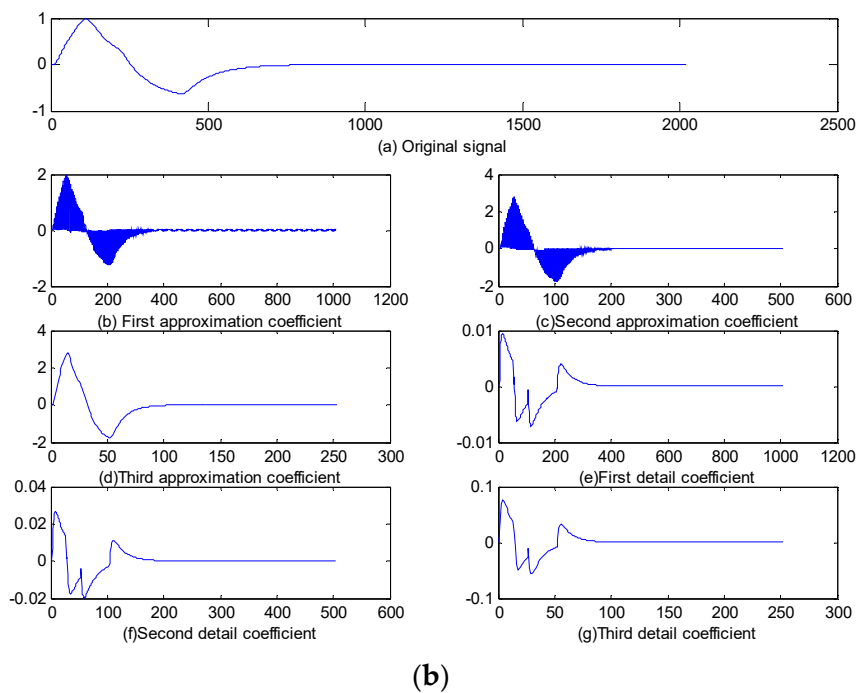 1
0
1
0 500 1000 1500 2000 2500
(a) Original signal
2
0
-2
0 200 400 600 800 1000 1200
(b) First approximation coefficient
4
2
0
-2
0 100 200 300 400 500 600
(c)Second approximation coefficient
4
2
0
-2
0 50 100 150 200 250 300
(d)Third approximation coefficient
0.01
0
-0.01
0 200 400 600 800 1000 1200
(e)First detail coefficient
0.04
0.02
0
-0.02
0 100 200 300 400 500 600
(f)Second detail coefficient
0.1
0
-0.1
0 50 100 150 200 250 300
(g)Third detail coefficient
(b)